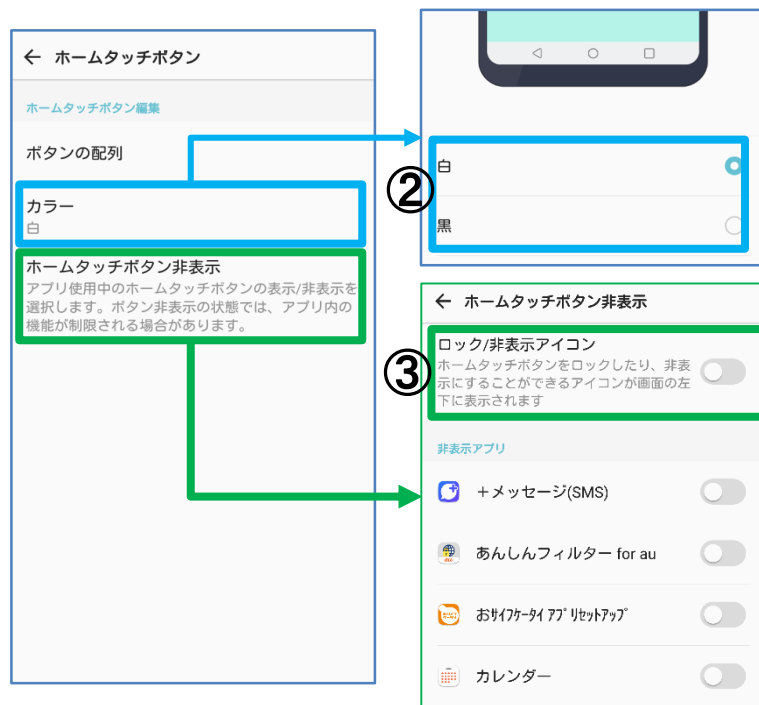 ← ホームタッチボタン
ホームタッチボタン編集
ボタンの配列
カラー
白
ホームタッチボタン非表示
アプリ使用中のホームタッチボタンの表示/非表示を
選択します。ボタン非表示の状態では、アプリ内の
機能が制限される場合があります。
②
白
黒
← ホームタッチボタン非表示
③
ロック/非表示アイコン
ホームタッチボタンをロックしたり、非表
示にすることができるアイコンが画面の左
下に表示されます
非表示アプリ
+メッセージ(SMS)
あんしんフィルター for au
おサイフケータイ アプリセットアップ
カレンダー